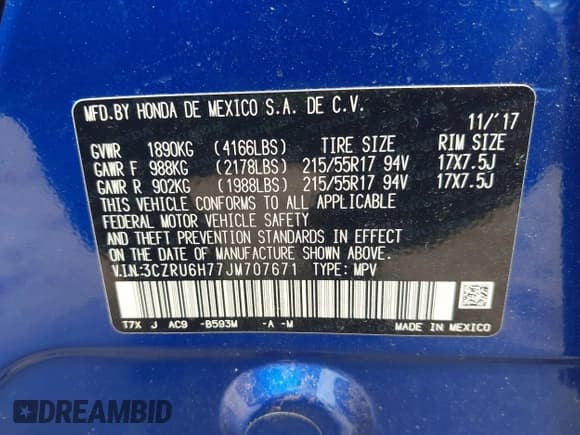 MFD.BY HONDA DE MEXICO S.A. DE C.V.
11/'17
GVWR 1890KG (4166LBS) TIRE SIZE RIM SIZE
GAWR F 988KG (2178LBS) 215/55R17 94V 17X7.5J
GAWR R 902KG (1988LBS) 215/55R17 94V 17X7.5J
THIS VEHICLE CONFORMS TO ALL APPLICABLE
FEDERAL MOTOR VEHICLE SAFETY
AND THEFT PREVENTION STANDARDS IN EFFECT
ON THE DATE OF MANUFACTURE SHOWN ABOVE.
V.I.N:3CZRU6H77JM707671 TYPE: MPV
T7X J AC9 -B593M -A -M MADE IN MEXICO
DREAMBID